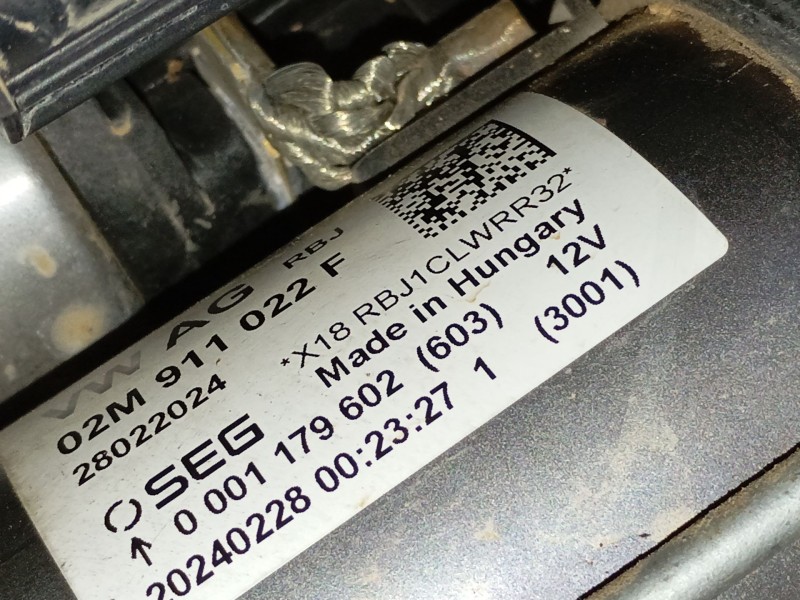 RBJ
VW AG
02M 911 022 F
28022024
*X18 RBJ1CLWRR32*
Made in Hungary
SEG
0 001 179 602 (603) 12V
20240228 00:23:27 1 (3001)